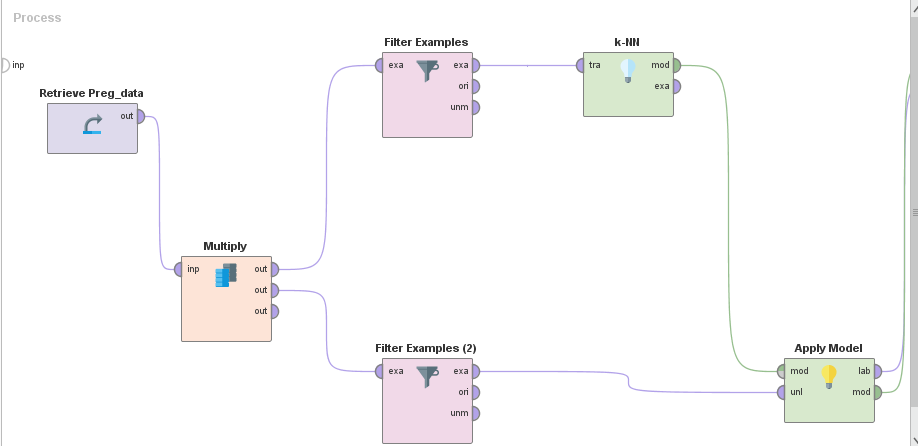 Process
inp
Filter Examples
exa exa
ori
unm
k-NN
tra mod
exa
Retrieve Preg_data
out
Multiply
inp out
out
out
Filter Examples (2)
exa exa
ori
unm
Apply Model
mod lab
unl mod